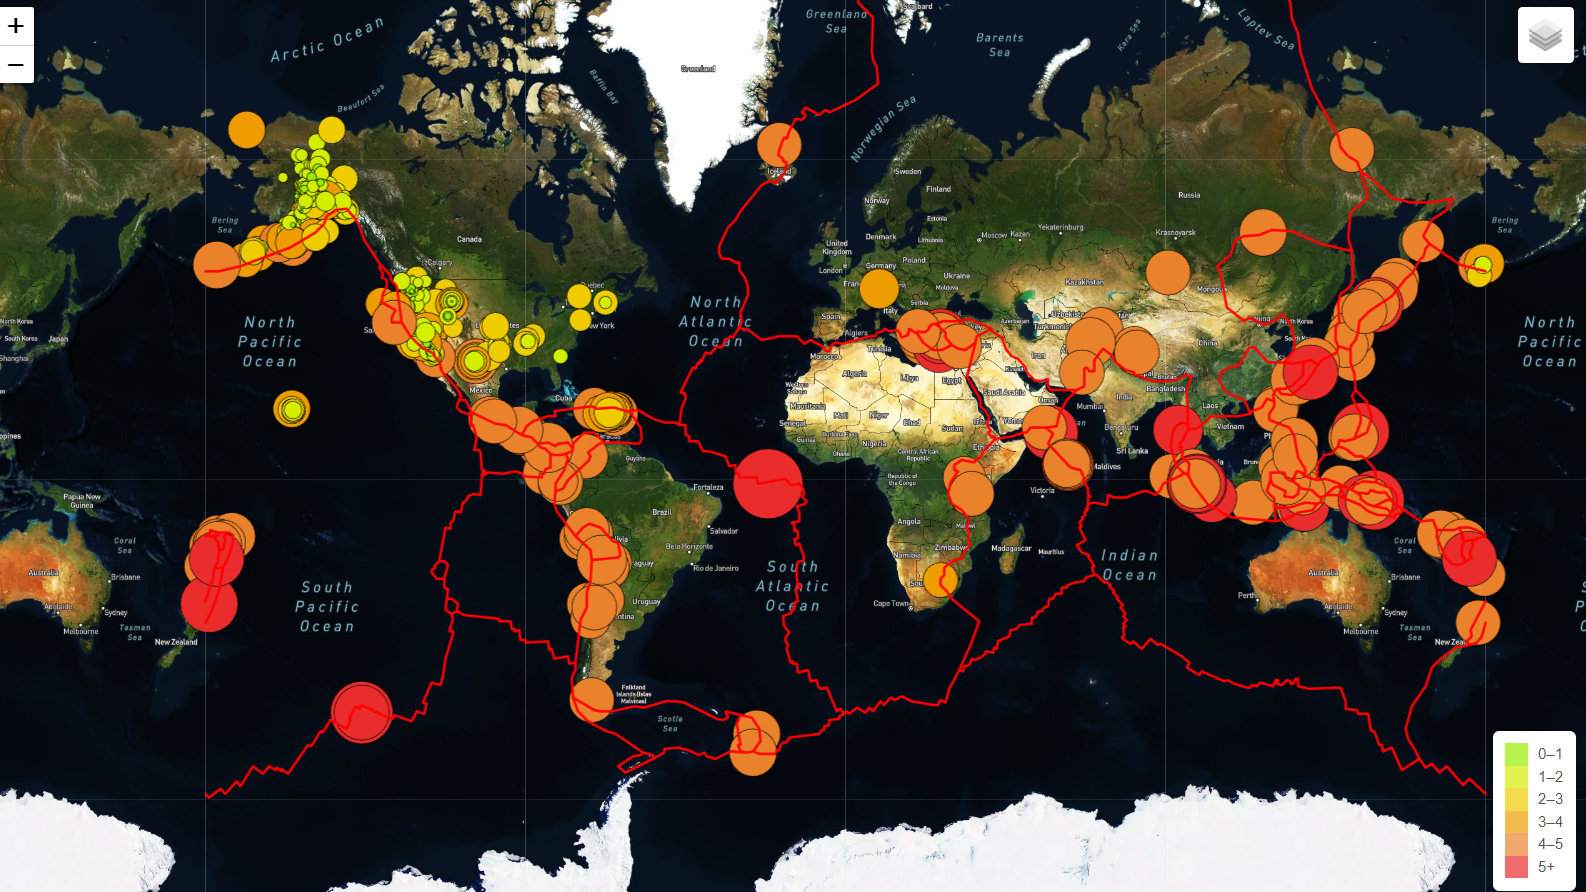 +
−
Arctic Ocean
Beaufort Sea
Baffin Bay
Greenland
Greenland
Sea
Svalbard
Barents
Sea
Kara Sea
Laptev Sea
Norwegian Sea
Iceland
Sweden
Finland
Norway
Estonia
Russia
Bering
Sea
Canada
Calgary
United
Kingdom
Denmark
Lithuania
Moscow
Kazan
Yekaterinburg
Krasnoyarsk
Bering
Sea
London
Germany
Poland
Ukraine
Moldova
Kazakhstan
North Korea
South Korea
Japan
Shanghai
North
Pacific
Ocean
Quebec
North
Atlantic
Ocean
Spain
Italy
Serbia
Algiers
Azerbaijan
Iran
China
North Korea
North
Pacific
Ocean
Mexico
Cuba
Morocco
Tunisia
Algeria
Libya
Egypt
Saudi Arabia
Oman
Bangladesh
India
Mumbai
Laos
Vietnam
Western
Sahara
Mauritania
Mali
Niger
Chad
Sudan
Senegal
Guinea
Burkina Faso
Ghana
Nigeria
Central African
Republic
Bengaluru
Sri Lanka
Maldives
Guyana
Republic of
the Congo
Victoria
Papua New
Guinea
Fortaleza
Brazil
Salvador
Belo Horizonte
Rio de Janeiro
Angola
Malawi
Namibia
Zimbabwe
Madagascar
Mauritius
Cape Town
Coral
Sea
Australia
Brisbane
Adelaide
Sydney
Melbourne
Tasman
Sea
New Zealand
South
Pacific
Ocean
Uruguay
South
Atlantic
Ocean
Indian
Ocean
Coral
Sea
Australia
Brisbane
Perth
Adelaide
Sydney
Melbourne
Tasman
Sea
Falkland
Islands (Islas
Malvinas)
Scotia
Sea
0–1
1–2
2–3
3–4
4–5
5+